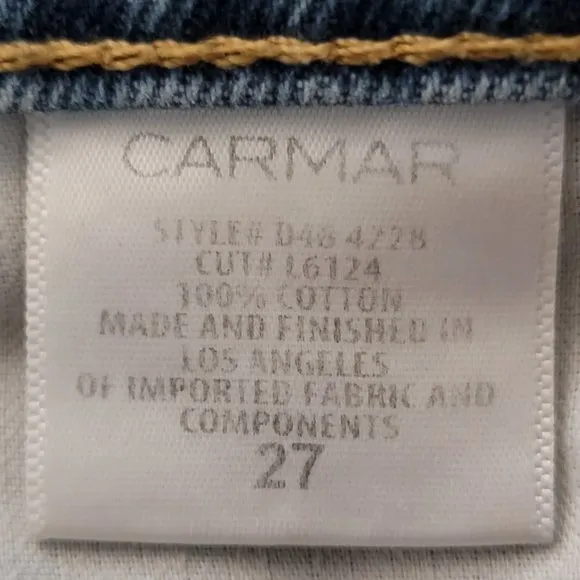 CARMAR
STYLE# D46 4228
CUT# L6124
100% COTTON
MADE AND FINISHED IN
LOS ANGELES
OF IMPORTED FABRIC AND
COMPONENTS
27